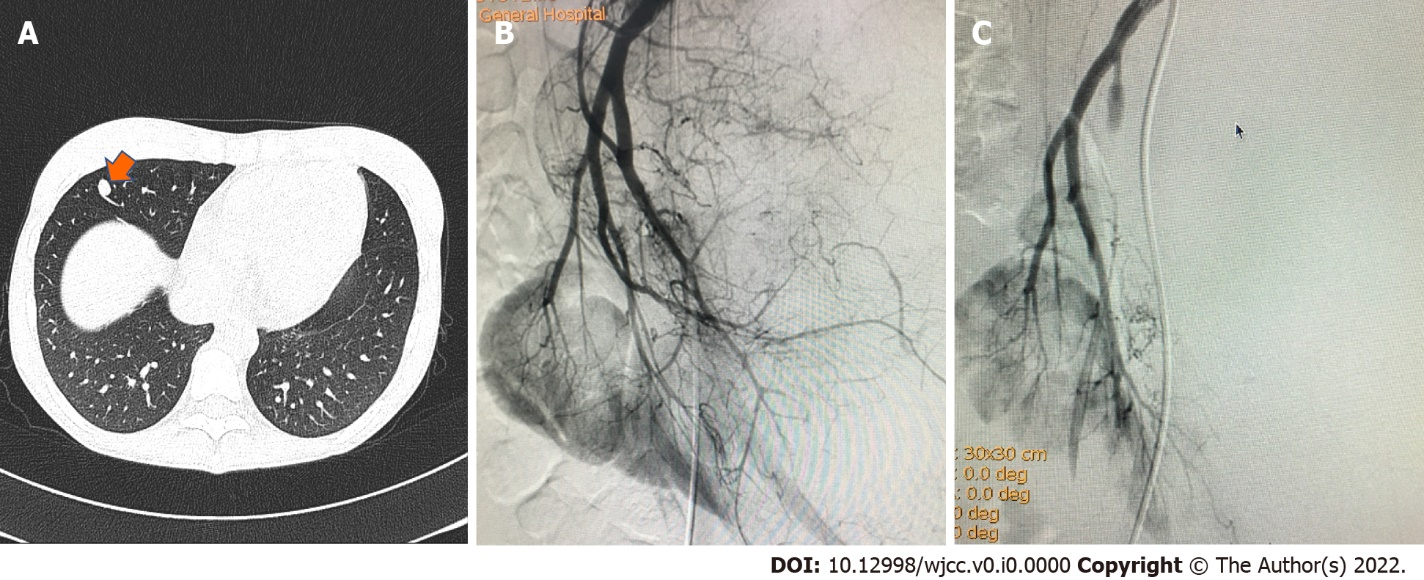 A
General Hospital
B
C
: 30x30 cm
: 0.0 deg
: 0.0 deg
0 deg
0 deg
DOI: 10.12998/wjcc.v0.i0.0000 Copyright © The Author(s) 2022.